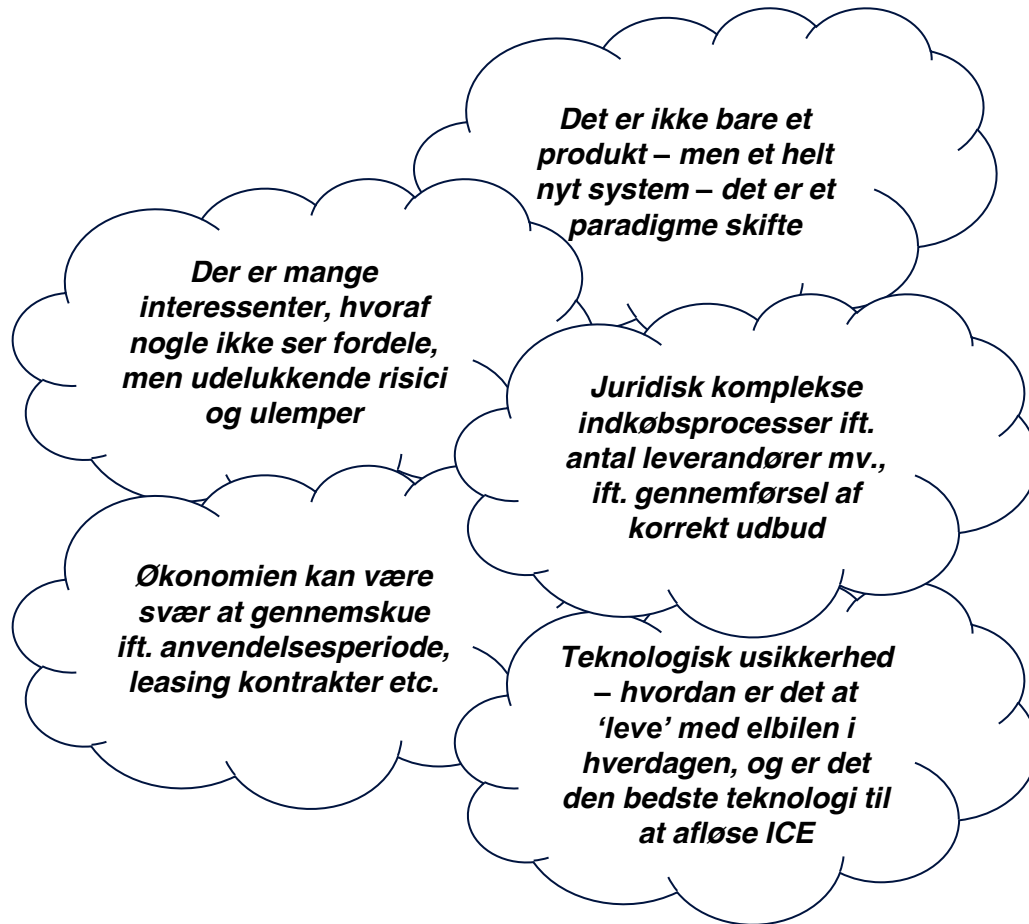 Det er ikke bare et
produkt – men et helt
nyt system – det er et
paradigme skifte
Der er mange
interessenter, hvoraf
nogle ikke ser fordele,
men udelukkende risici
og ulemper
Juridisk komplekse
indkøbsprocesser ift.
antal leverandører mv.,
ift. gennemførsel af
korrekt udbud
Økonomien kan være
svær at gennemskue
ift. anvendelsesperiode,
leasing kontrakter etc.
Teknologisk usikkerhed
– hvordan er det at
‘leve’ med elbilen i
hverdagen, og er det
den bedste teknologi til
at afløse ICE